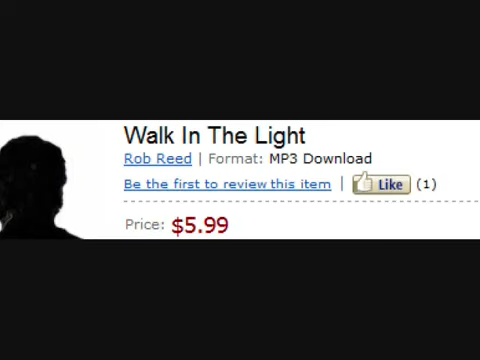 Walk In The Light
Rob Reed | Format: MP3 Download
Be the first to review this item | Like (1)
Price: $5.99